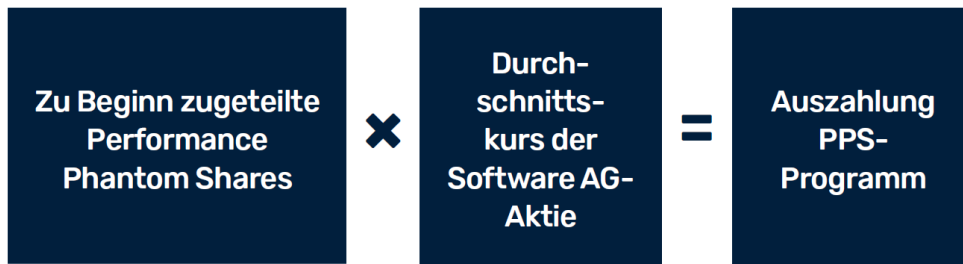 Zu Beginn zugeteilte
Performance
Phantom Shares
×
Durch-
schnitts-
kurs der
Software AG-
Aktie
=
Auszahlung
PPS-
Programm